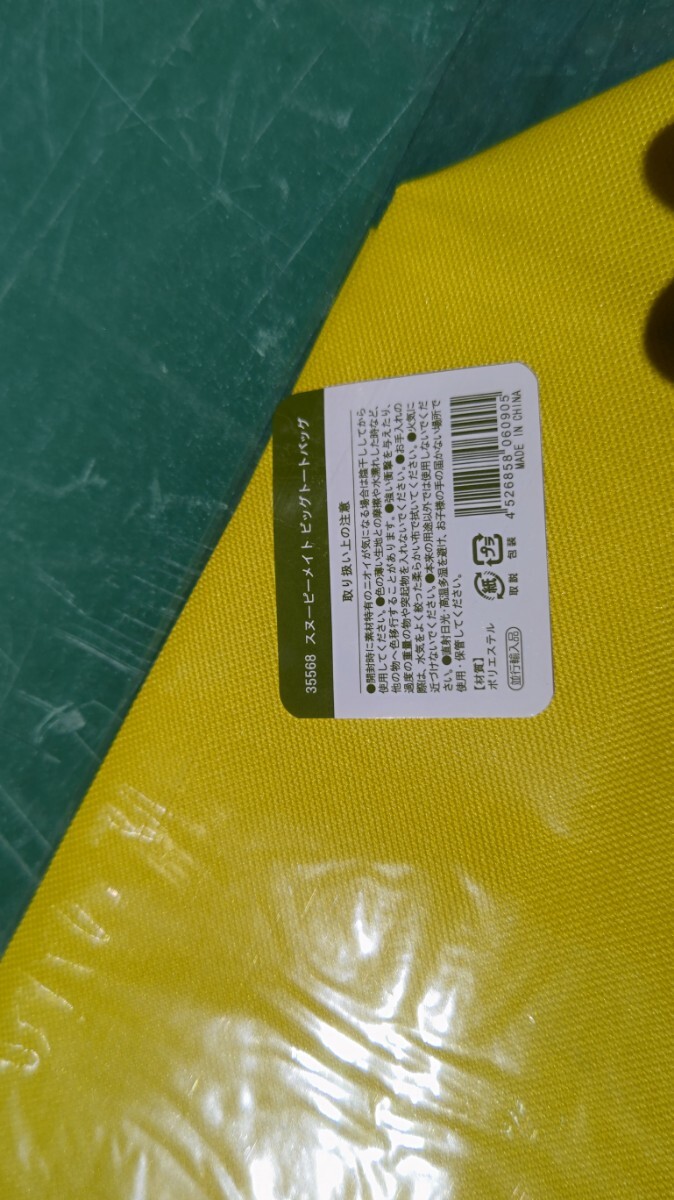 35568 スヌーピーメイト ビッグトートバッグ
取り扱い上の注意
●開封時に素材特有のニオイが気になる場合は陰干ししてから
使用してください。●色の薄い生地との摩擦や水濡れした時など、
他の物へ色移行することがあります。●強い衝撃を与えたり、
過度の重量の物や突起物を入れないでください。●お手入れの
際は、水気をよく絞った柔らかい布で拭いてください。●火気に
近づけないでください。●本来の用途以外では使用しないでくだ
さい。●直射日光・高温多湿を避け、お子様の手の届かない場所で
使用・保管してください。
【材質】
ポリエステル
並行輸入品
紙 プラ
取説 包装
4 526858 060905
MADE IN CHINA